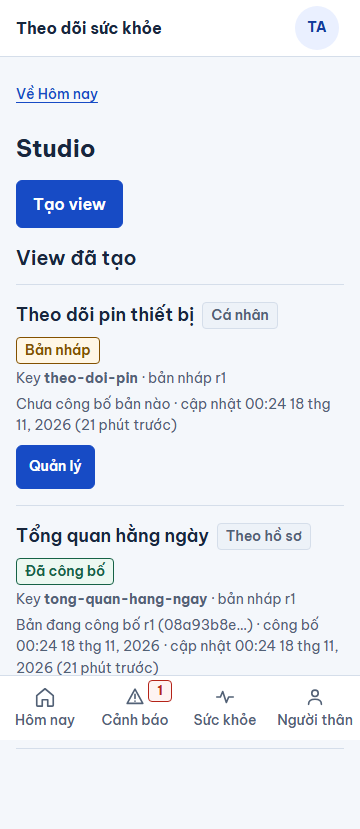 Theo dõi sức khỏe
TA
Về Hôm nay
Studio
Tạo view
View đã tạo
Theo dõi pin thiết bị Cá nhân
Bản nháp
Key theo-doi-pin · bản nháp r1
Chưa công bố bản nào · cập nhật 00:24 18 thg
11, 2026 (21 phút trước)
Quản lý
Tổng quan hằng ngày Theo hồ sơ
Đã công bố
Key tong-quan-hang-ngay · bản nháp r1
Bản đang công bố r1 (08a93b8e…) · công bố
00:24 18 thg 11, 2026 · cập nhật 00:24 18 thg 11,
2026 (21 phút trước)
1
Hôm nay Cảnh báo Sức khỏe Người thân